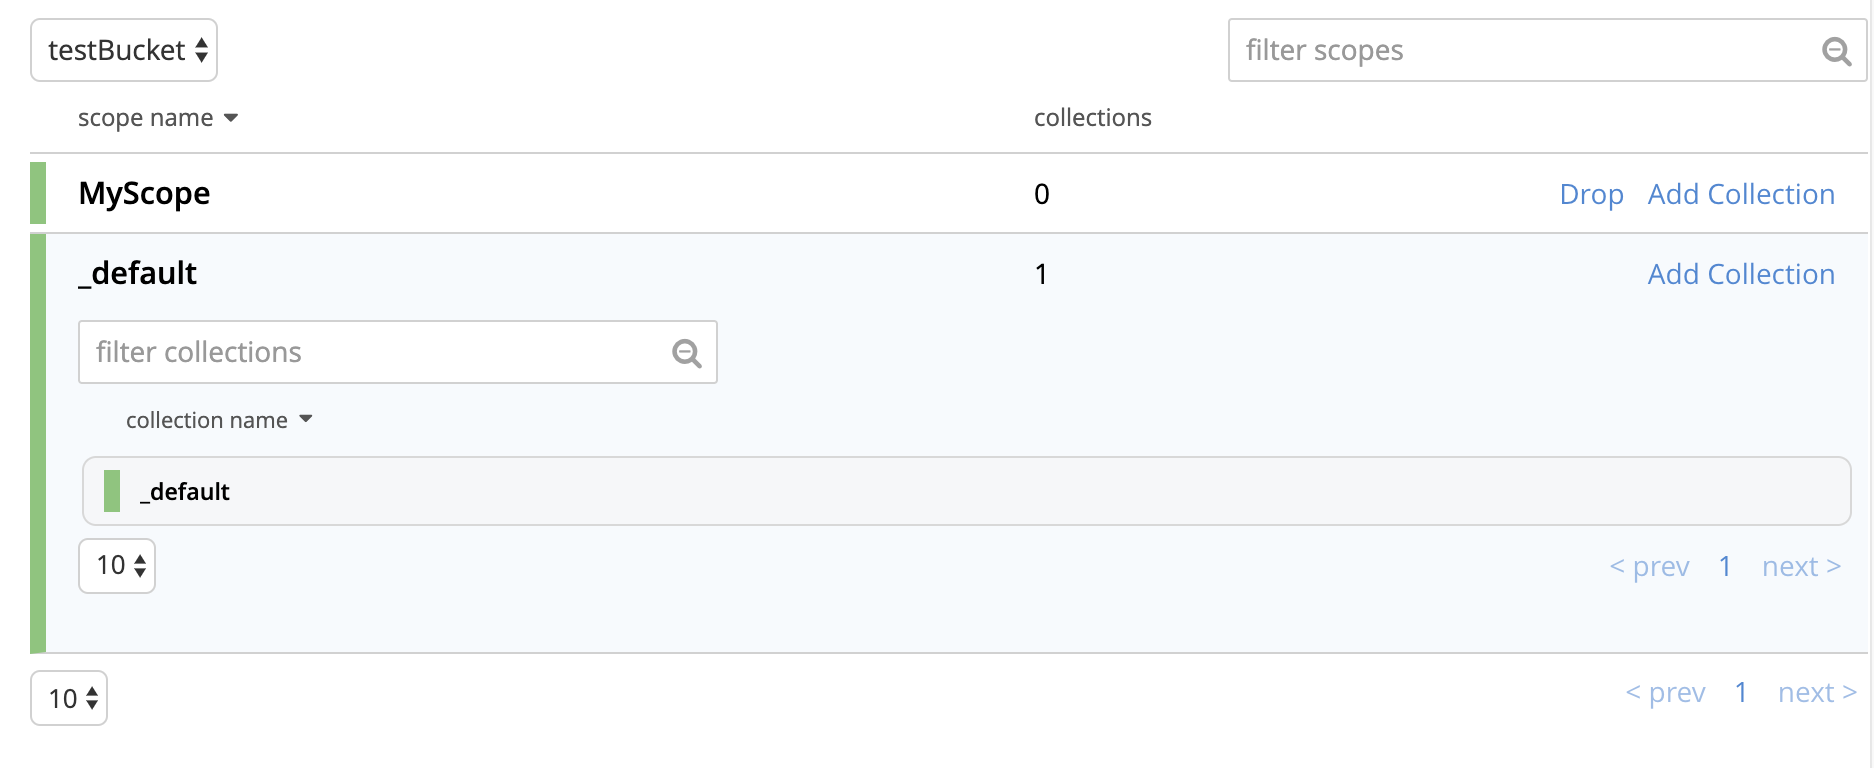 testBucket
filter scopes
scope name
collections
MyScope
0
Drop
Add Collection
_default
1
Add Collection
filter collections
collection name
_default
10
< prev
1
next >
10
< prev
1
next >